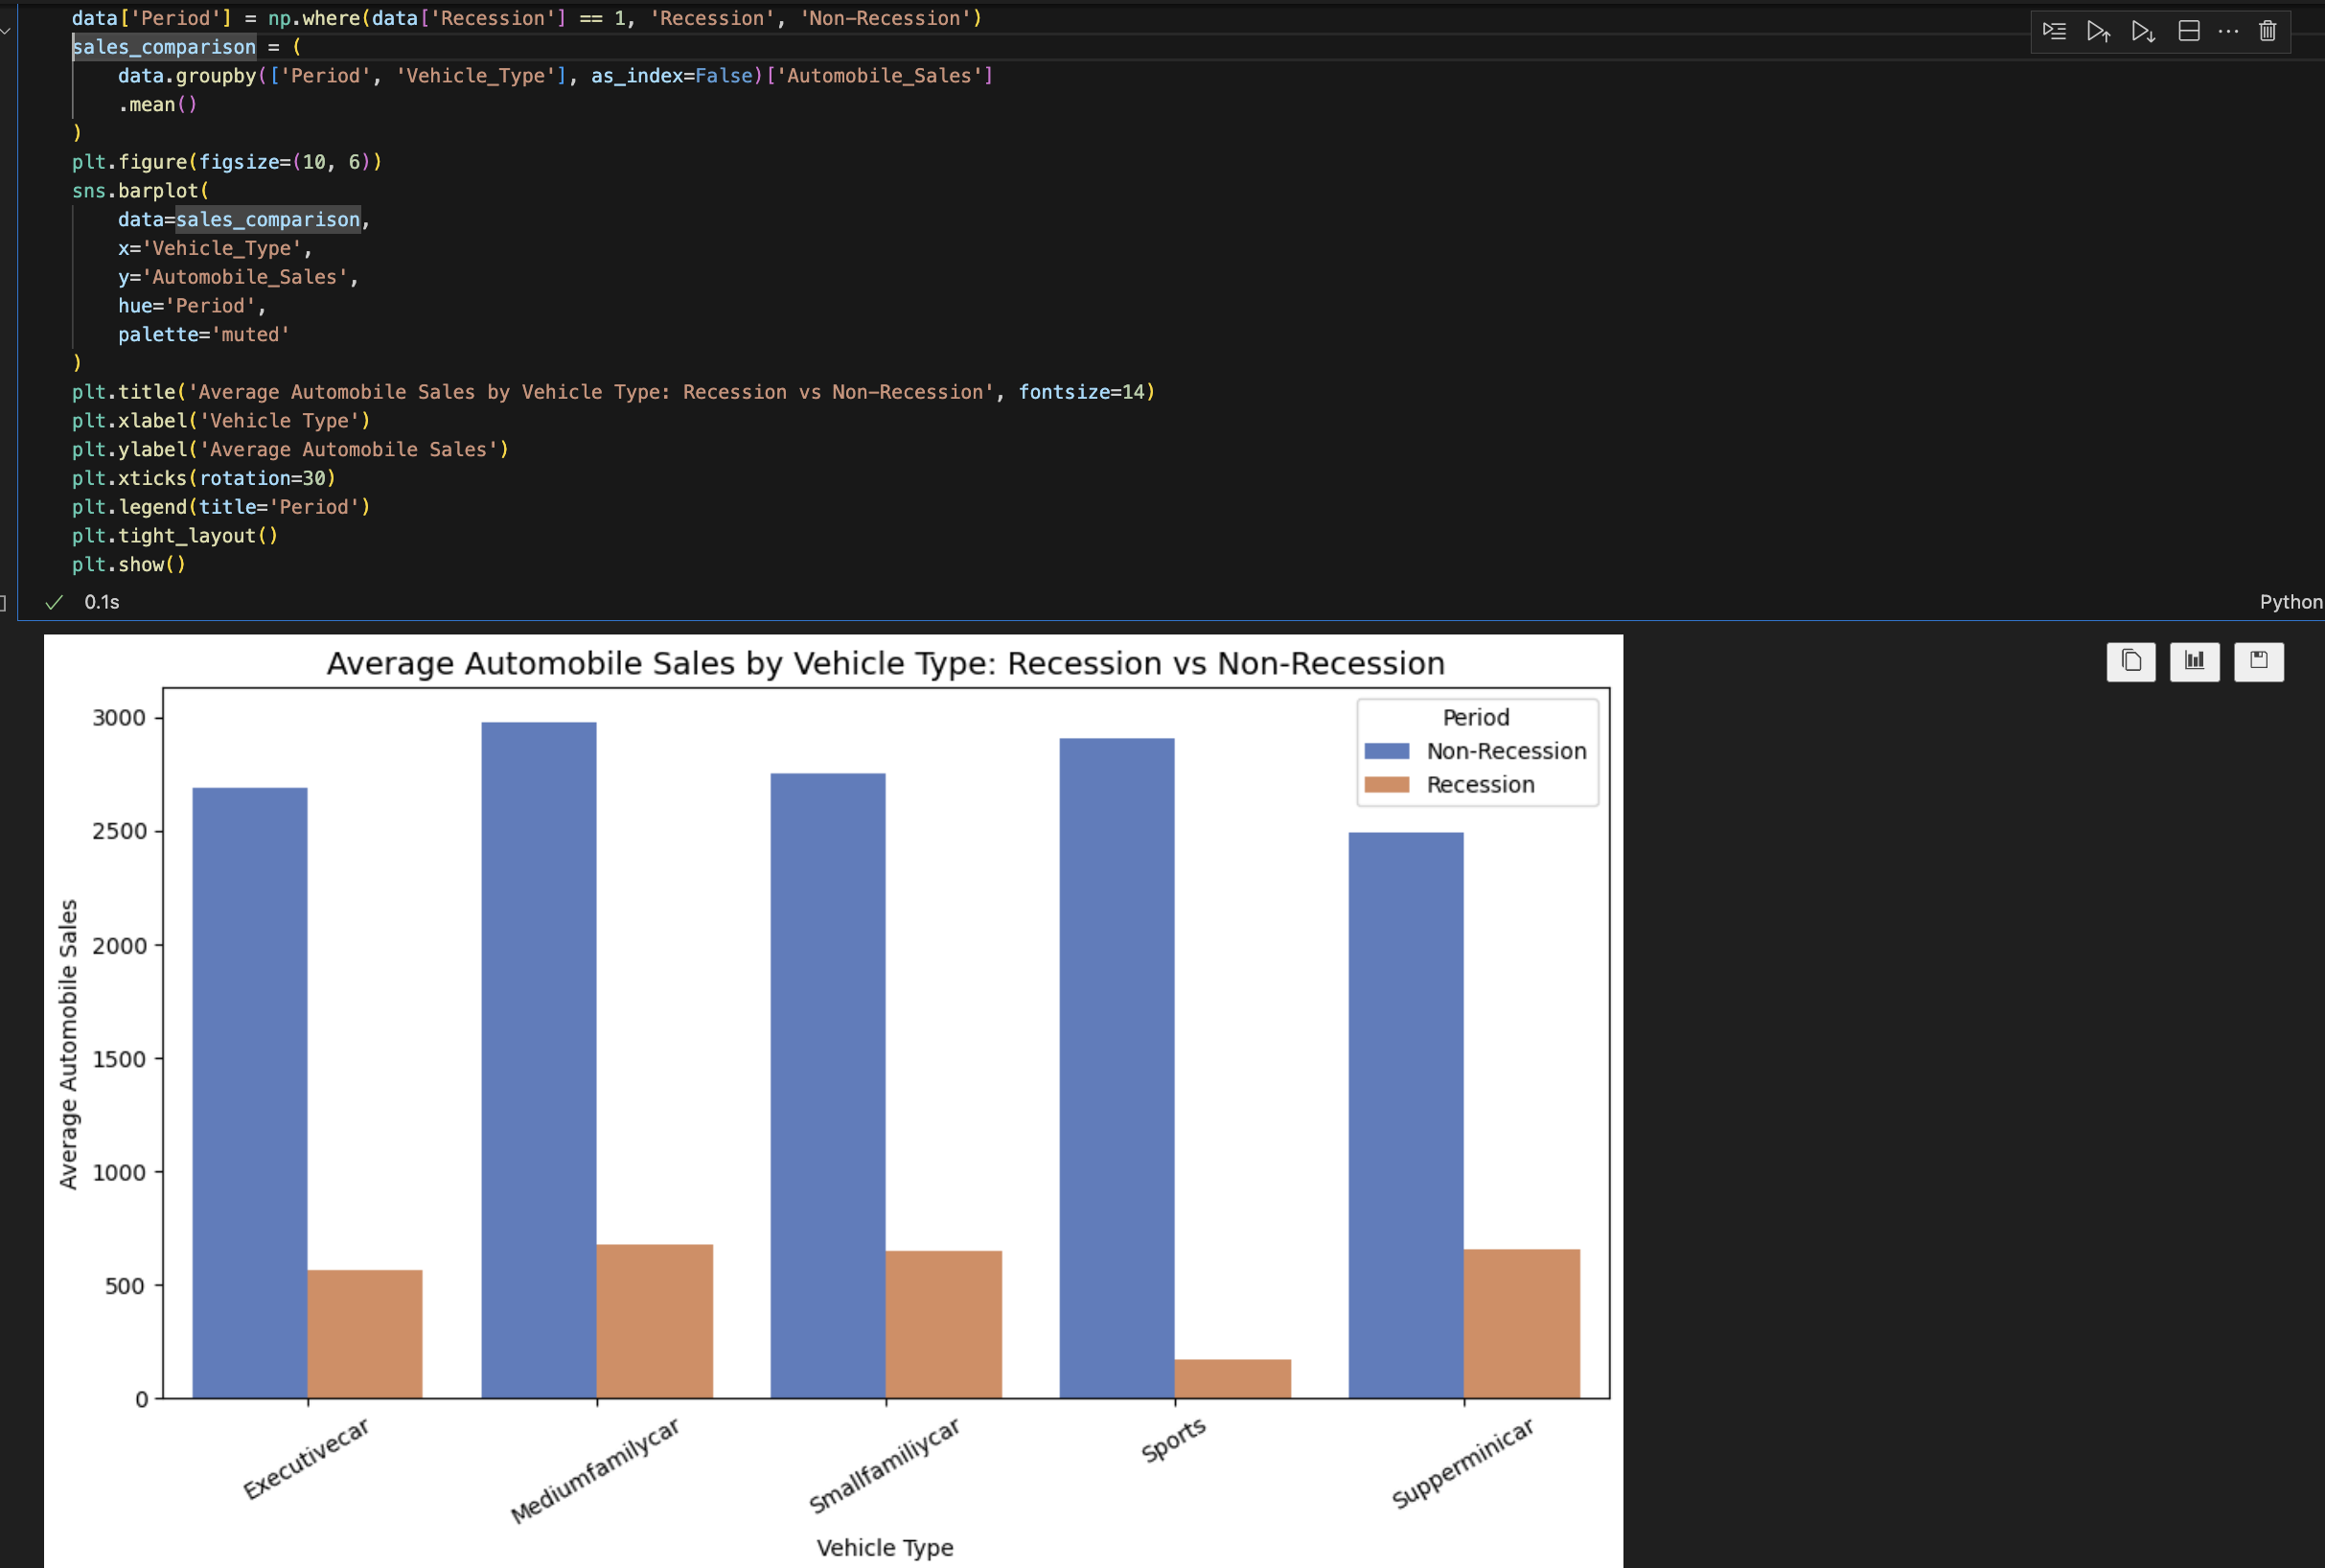 data['Period'] = np.where(data['Recession'] == 1, 'Recession', 'Non-Recession')
sales_comparison = (
    data.groupby(['Period', 'Vehicle_Type'], as_index=False)['Automobile_Sales']
    .mean()
)
plt.figure(figsize=(10, 6))
sns.barplot(
    data=sales_comparison,
    x='Vehicle_Type',
    y='Automobile_Sales',
    hue='Period',
    palette='muted'
)
plt.title('Average Automobile Sales by Vehicle Type: Recession vs Non-Recession', fontsize=14)
plt.xlabel('Vehicle Type')
plt.ylabel('Average Automobile Sales')
plt.xticks(rotation=30)
plt.legend(title='Period')
plt.tight_layout()
plt.show()
]
0.1s
Python
Average Automobile Sales by Vehicle Type: Recession vs Non-Recession
Period
Non-Recession
Recession
Average Automobile Sales
3000
2500
2000
1500
1000
500
0
Executivecar
Mediumfamilycar
Smallfamiliycar
Sports
Supperminicar
Vehicle Type